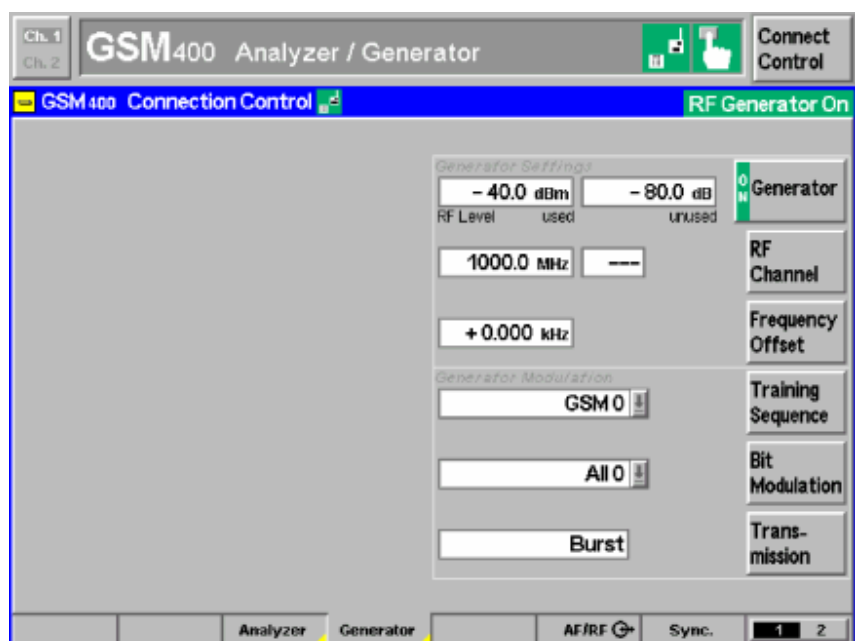 Ch. 1
Ch. 2
GSM400 Analyzer / Generator
Connect
Control
GSM400 Connection Control
RF Generator On
Generator Settings
– 40.0 dBm
– 80.0 dB
RF Level used unused
ON
Generator
1000.0 MHz
---
RF
Channel
+ 0.000 kHz
Frequency
Offset
Generator Modulation
GSM 0
Training
Sequence
All 0
Bit
Modulation
Burst
Trans-
mission
Analyzer
Generator
AF/RF
Sync.
1 2